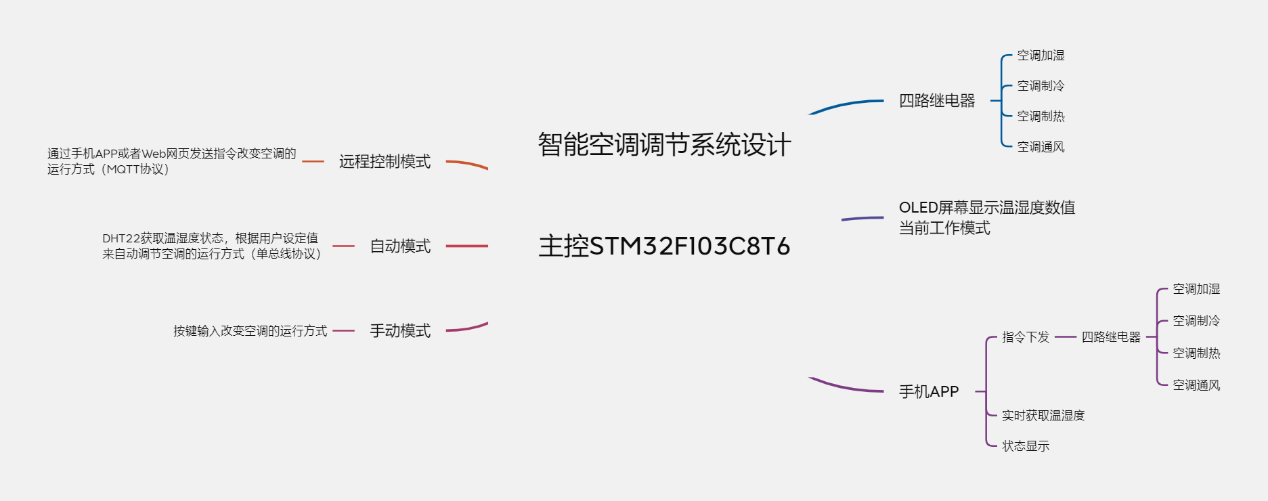 智能空调调节系统设计
主控STM32F103C8T6
远程控制模式
通过手机APP或者Web网页发送指令改变空调的
运行方式（MQTT协议）
自动模式
DHT22获取温湿度状态，根据用户设定值
来自动调节空调的运行方式（单总线协议）
手动模式
按键输入改变空调的运行方式
四路继电器
空调加湿
空调制冷
空调制热
空调通风
OLED屏幕显示温湿度数值
当前工作模式
手机APP
指令下发
四路继电器
空调加湿
空调制冷
空调制热
空调通风
实时获取温湿度
状态显示